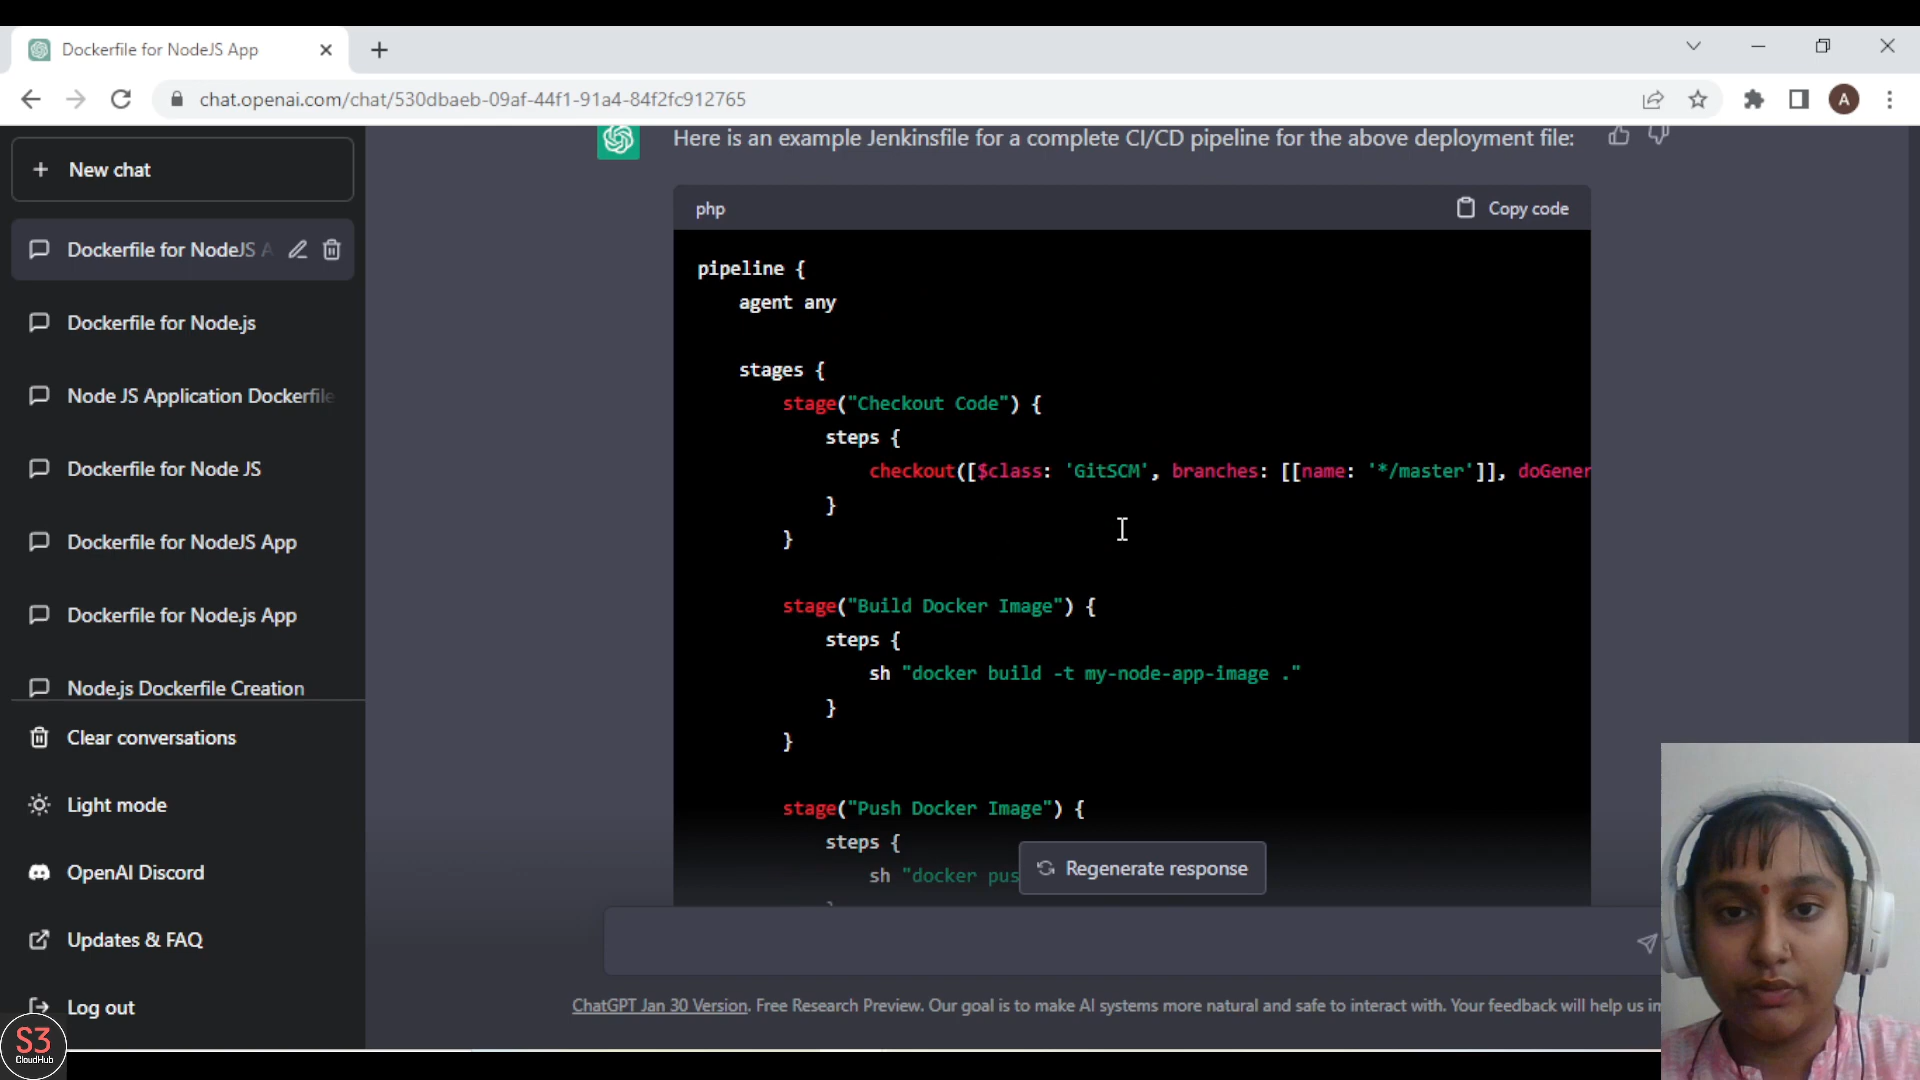 Dockerfile for NodeJS App
chat.openai.com/chat/530dbaeb-09af-44f1-91a4-84f2fc912765
A
New chat
Dockerfile for NodeJS A
Dockerfile for Node.js
Node JS Application Dockerfile
Dockerfile for Node JS
Dockerfile for NodeJS App
Dockerfile for Node.js App
Node.js Dockerfile Creation
Clear conversations
Light mode
OpenAI Discord
Updates & FAQ
Log out
S3
CloudHub
Here is an example Jenkinsfile for a complete CI/CD pipeline for the above deployment file:
php
Copy code
pipeline {
agent any
stages {
stage("Checkout Code") {
steps {
checkout([$class: 'GitSCM', branches: [[name: '*/master']], doGener
}
}
stage("Build Docker Image") {
steps {
sh "docker build -t my-node-app-image ."
}
}
stage("Push Docker Image") {
steps {
sh "docker pus
Regenerate response
ChatGPT Jan 30 Version. Free Research Preview. Our goal is to make AI systems more natural and safe to interact with. Your feedback will help us im